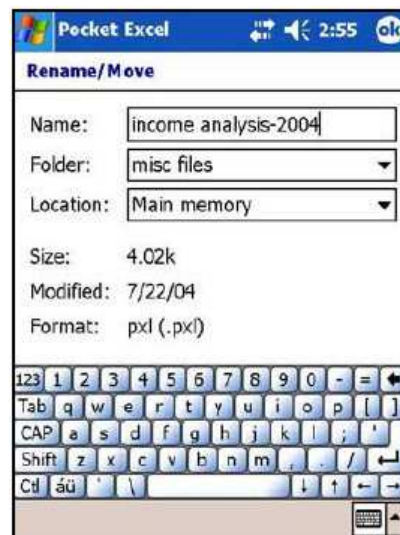 Pocket Excel 2:55 ok
Rename/Move
Name: income analysis-2004
Folder: misc files
Location: Main memory
Size: 4.02k
Modified: 7/22/04
Format: pxl (.pxl)
123 1 2 3 4 5 6 7 8 9 0 - =
Tab q w e r t y u i o p [ ]
CAP a s d f g h j k l ; '
Shift z x c v b n m , . /
Ctl áü ` \